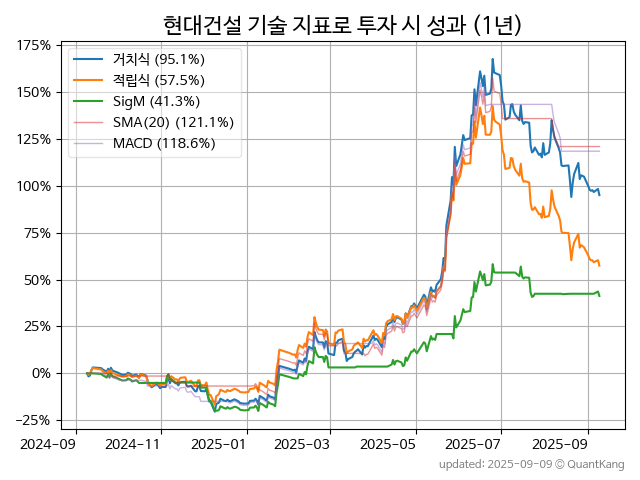 현대건설 기술 지표로 투자 시 성과 (1년)
175%
150%
125%
100%
75%
50%
25%
0%
−25%
거치식 (95.1%)
적립식 (57.5%)
SigM (41.3%)
SMA(20) (121.1%)
MACD (118.6%)
2024-09 2024-11 2025-01 2025-03 2025-05 2025-07 2025-09
updated: 2025-09-09 © QuantKang